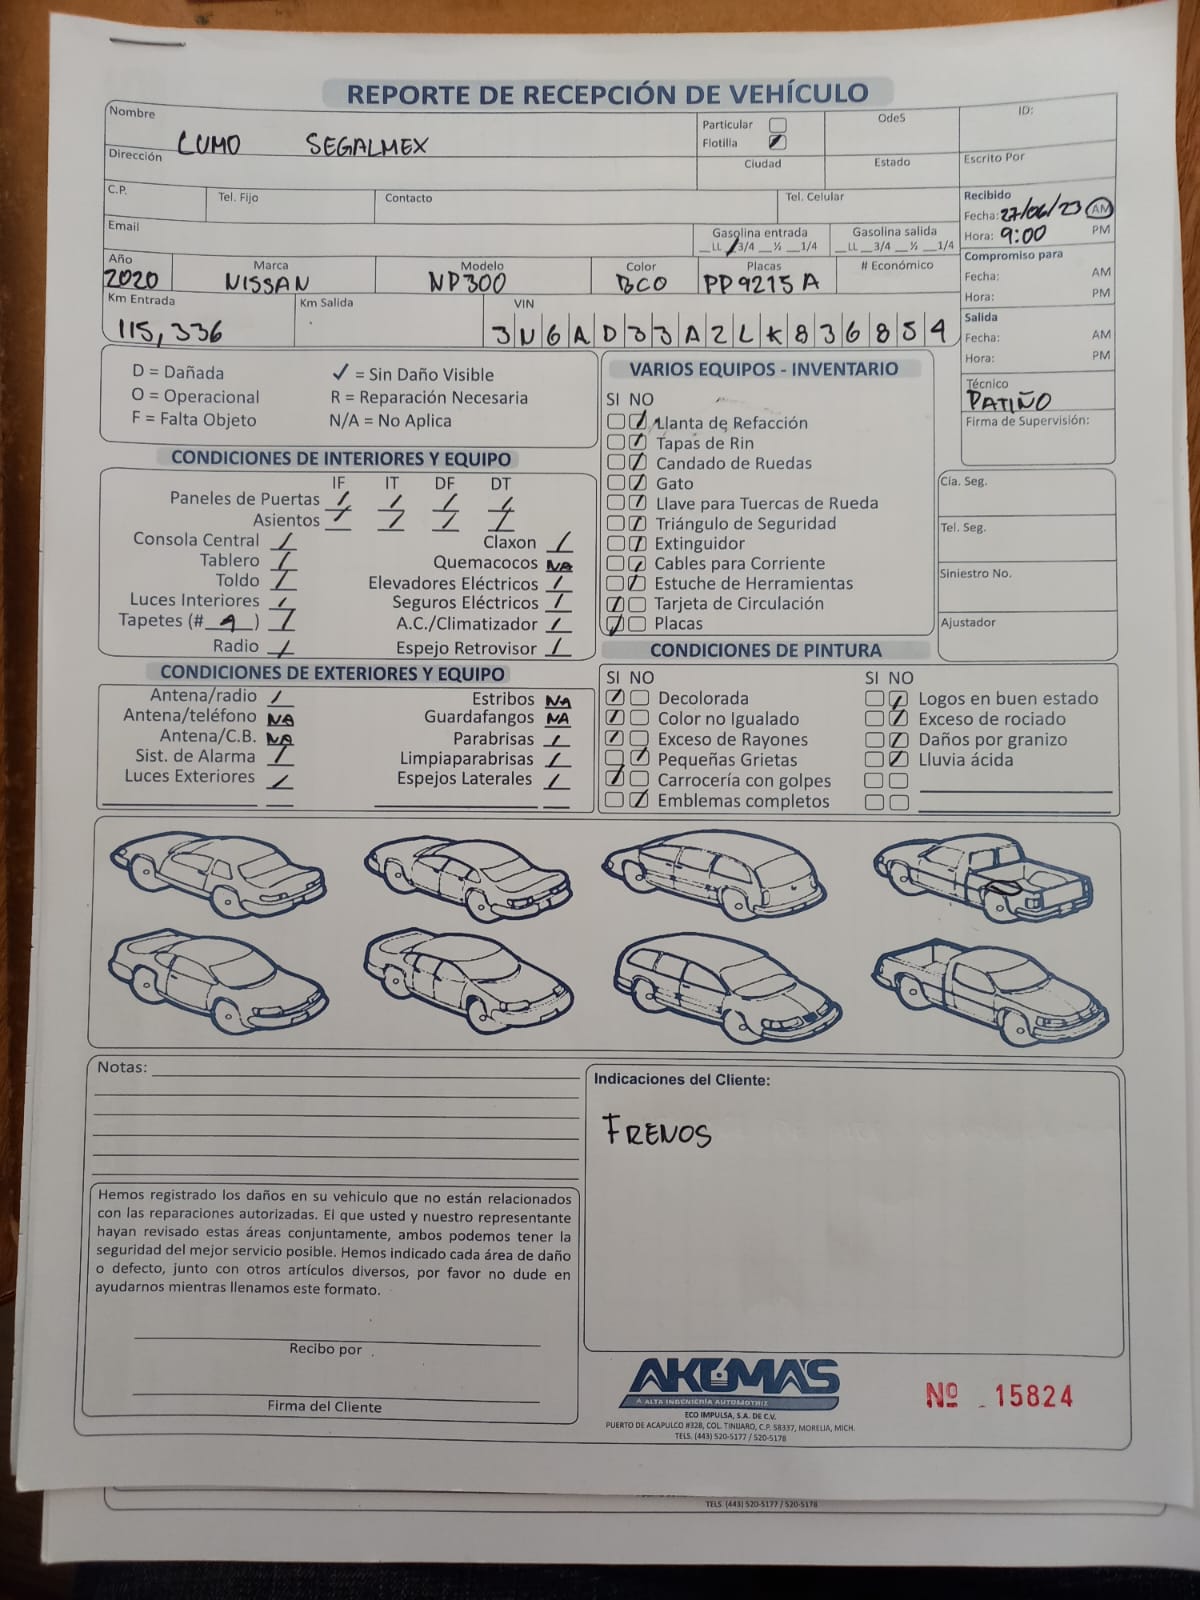 REPORTE DE RECEPCIÓN DE VEHÍCULO
Nombre
LUMO SEGALMEX
Particular
Flotilla
OdeS
ID:
Dirección
Ciudad
Estado
Escrito Por
C.P.
Tel. Fijo
Contacto
Tel. Celular
Recibido
Fecha: 27/06/23 AM
Hora: 9:00 PM
Email
Gasolina entrada
__LL __3/4 __½ __1/4
Gasolina salida
__LL __3/4 __½ __1/4
Compromiso para
Fecha: AM
Hora: PM
Año
2020
Marca
NISSAN
Modelo
NP300
Color
BCO
Placas
PP9215A
# Económico
Km Entrada
115,336
Km Salida
VIN
3N6AD33A2LK836854
Salida
Fecha: AM
Hora: PM
Técnico
PATIÑO
Firma de Supervisión:
D = Dañada
O = Operacional
F = Falta Objeto
✓ = Sin Daño Visible
R = Reparación Necesaria
N/A = No Aplica
VARIOS EQUIPOS - INVENTARIO
SI NO
Llanta de Refacción
Tapas de Rin
Candado de Ruedas
Gato
Llave para Tuercas de Rueda
Triángulo de Seguridad
Extinguidor
Cables para Corriente
Estuche de Herramientas
Tarjeta de Circulación
Placas
Cía. Seg.
Tel. Seg.
Siniestro No.
Ajustador
CONDICIONES DE INTERIORES Y EQUIPO
IF IT DF DT
Paneles de Puertas
Asientos
Consola Central
Tablero
Toldo
Luces Interiores
Tapetes (#__)
Radio
Claxon
Quemacocos NA
Elevadores Eléctricos
Seguros Eléctricos
A.C./Climatizador
Espejo Retrovisor
CONDICIONES DE EXTERIORES Y EQUIPO
Antena/radio
Antena/teléfono NA
Antena/C.B. NA
Sist. de Alarma
Luces Exteriores
Estribos NA
Guardafangos NA
Parabrisas
Limpiaparabrisas
Espejos Laterales
CONDICIONES DE PINTURA
SI NO
Decolorada
Color no Igualado
Exceso de Rayones
Pequeñas Grietas
Carrocería con golpes
Emblemas completos
SI NO
Logos en buen estado
Exceso de rociado
Daños por granizo
Lluvia ácida
Notas:
Indicaciones del Cliente:
FRENOS
Hemos registrado los daños en su vehiculo que no están relacionados
con las reparaciones autorizadas. El que usted y nuestro representante
hayan revisado estas áreas conjuntamente, ambos podemos tener la
seguridad del mejor servicio posible. Hemos indicado cada área de daño
o defecto, junto con otros artículos diversos, por favor no dude en
ayudarnos mientras llenamos este formato.
Recibo por
Firma del Cliente
AKUMAS
A ALTA INGENIERÍA AUTOMOTRIZ
ECO IMPULSA, S.A. DE C.V.
PUERTO DE ACAPULCO #328, COL. TINIJARO, C.P. 58337, MORELIA, MICH.
TELS. (443) 520-5177 / 520-5178
Nº 15824
TELS. (443) 520-5177 / 520-5178